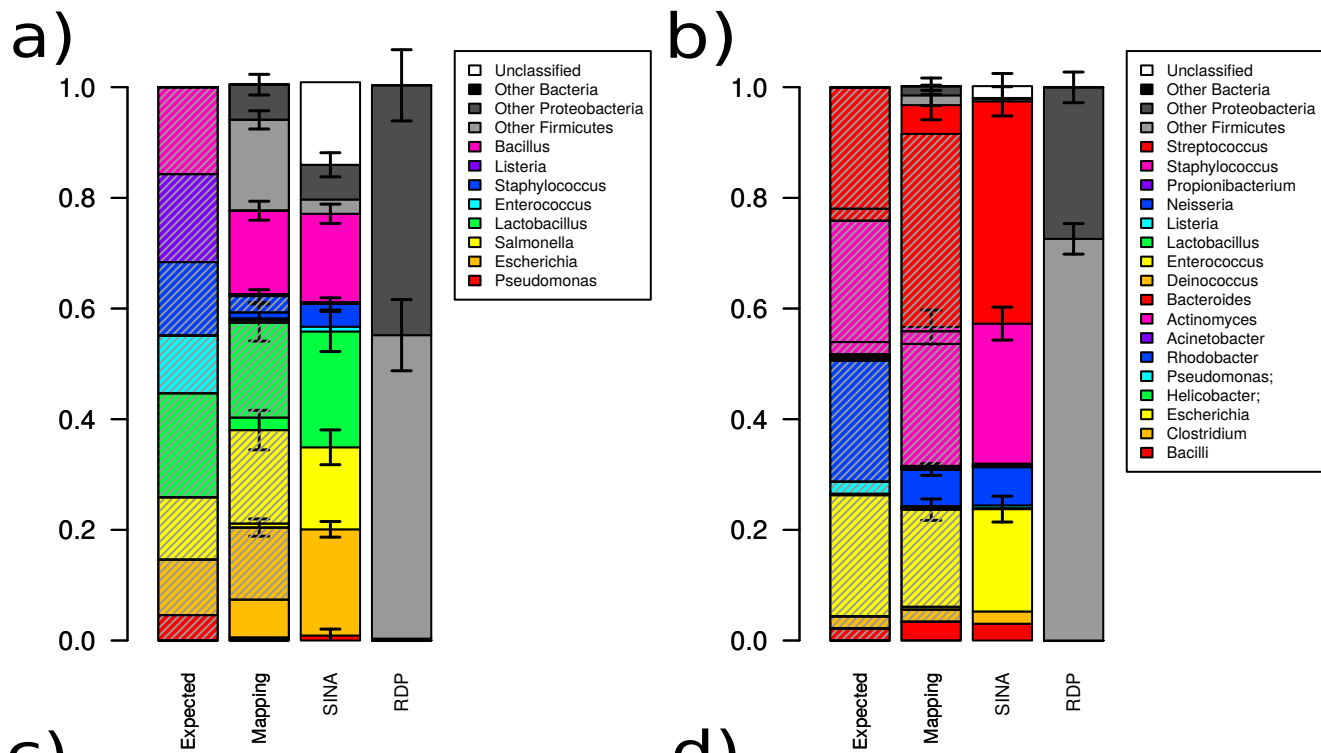 a)
1.0
0.8
0.6
0.4
0.2
0.0
Expected
Mapping
SINA
RDP
Unclassified
Other Bacteria
Other Proteobacteria
Other Firmicutes
Bacillus
Listeria
Staphylococcus
Enterococcus
Lactobacillus
Salmonella
Escherichia
Pseudomonas
b)
1.0
0.8
0.6
0.4
0.2
0.0
Expected
Mapping
SINA
RDP
Unclassified
Other Bacteria
Other Proteobacteria
Other Firmicutes
Streptococcus
Staphylococcus
Propionibacterium
Neisseria
Listeria
Lactobacillus
Enterococcus
Deinococcus
Bacteroides
Actinomyces
Acinetobacter
Rhodobacter
Pseudomonas;
Helicobacter;
Escherichia
Clostridium
Bacilli
c)
d)